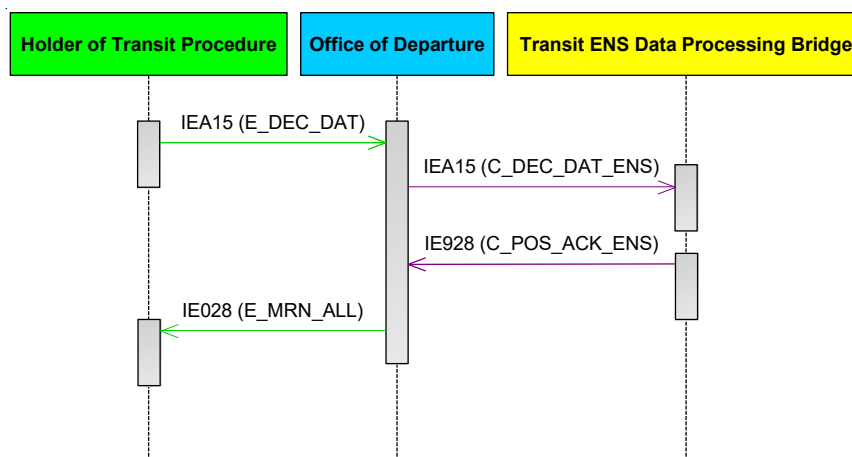 Holder of Transit Procedure
Office of Departure
Transit ENS Data Processing Bridge
IEA15 (E_DEC_DAT)
IEA15 (C_DEC_DAT_ENS)
IE928 (C_POS_ACK_ENS)
IE028 (E_MRN_ALL)